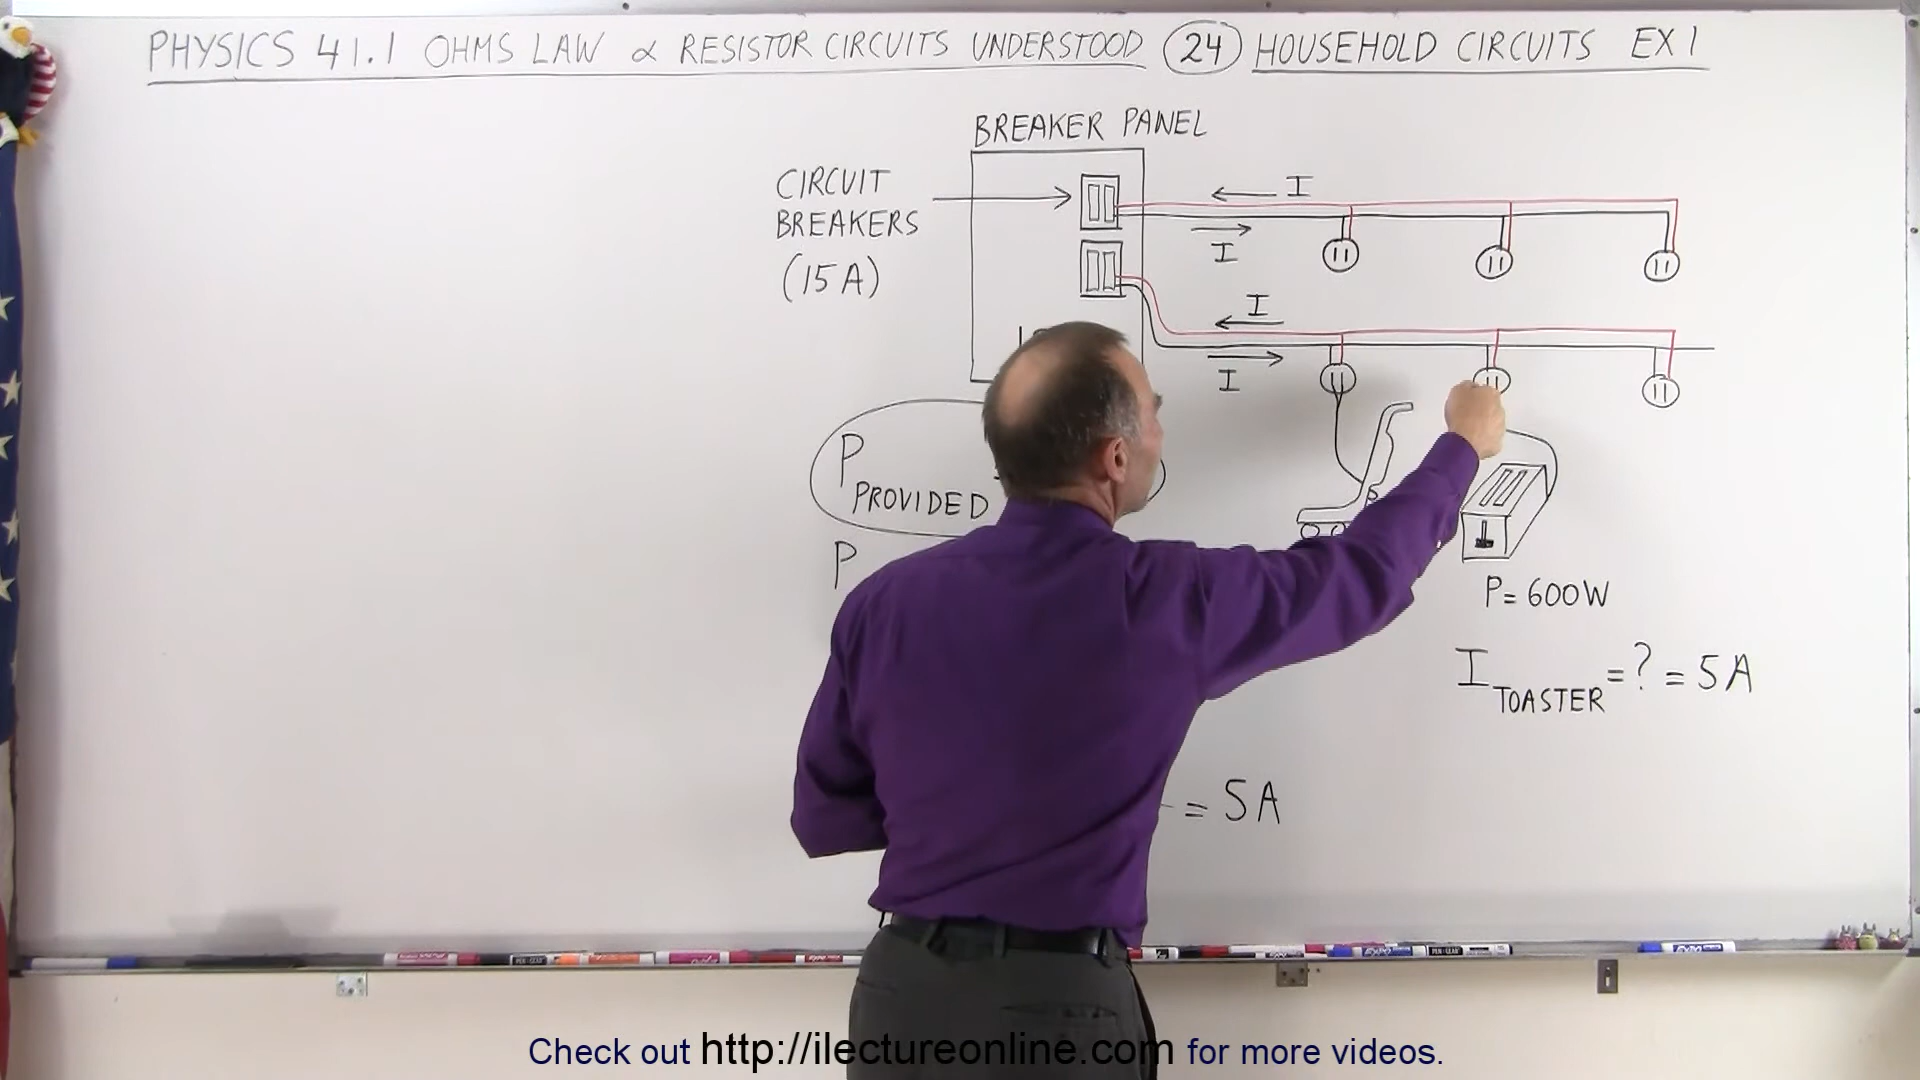 PHYSICS 41.1 OHMS LAW & RESISTOR CIRCUITS UNDERSTOOD 24 HOUSEHOLD CIRCUITS EX 1
BREAKER PANEL
CIRCUIT
BREAKERS
(15A)
I
I
I
I
P PROVIDED
P
P = 600W
I TOASTER = ? = 5A
= 5A
Check out http://ilectureonline.com for more videos.